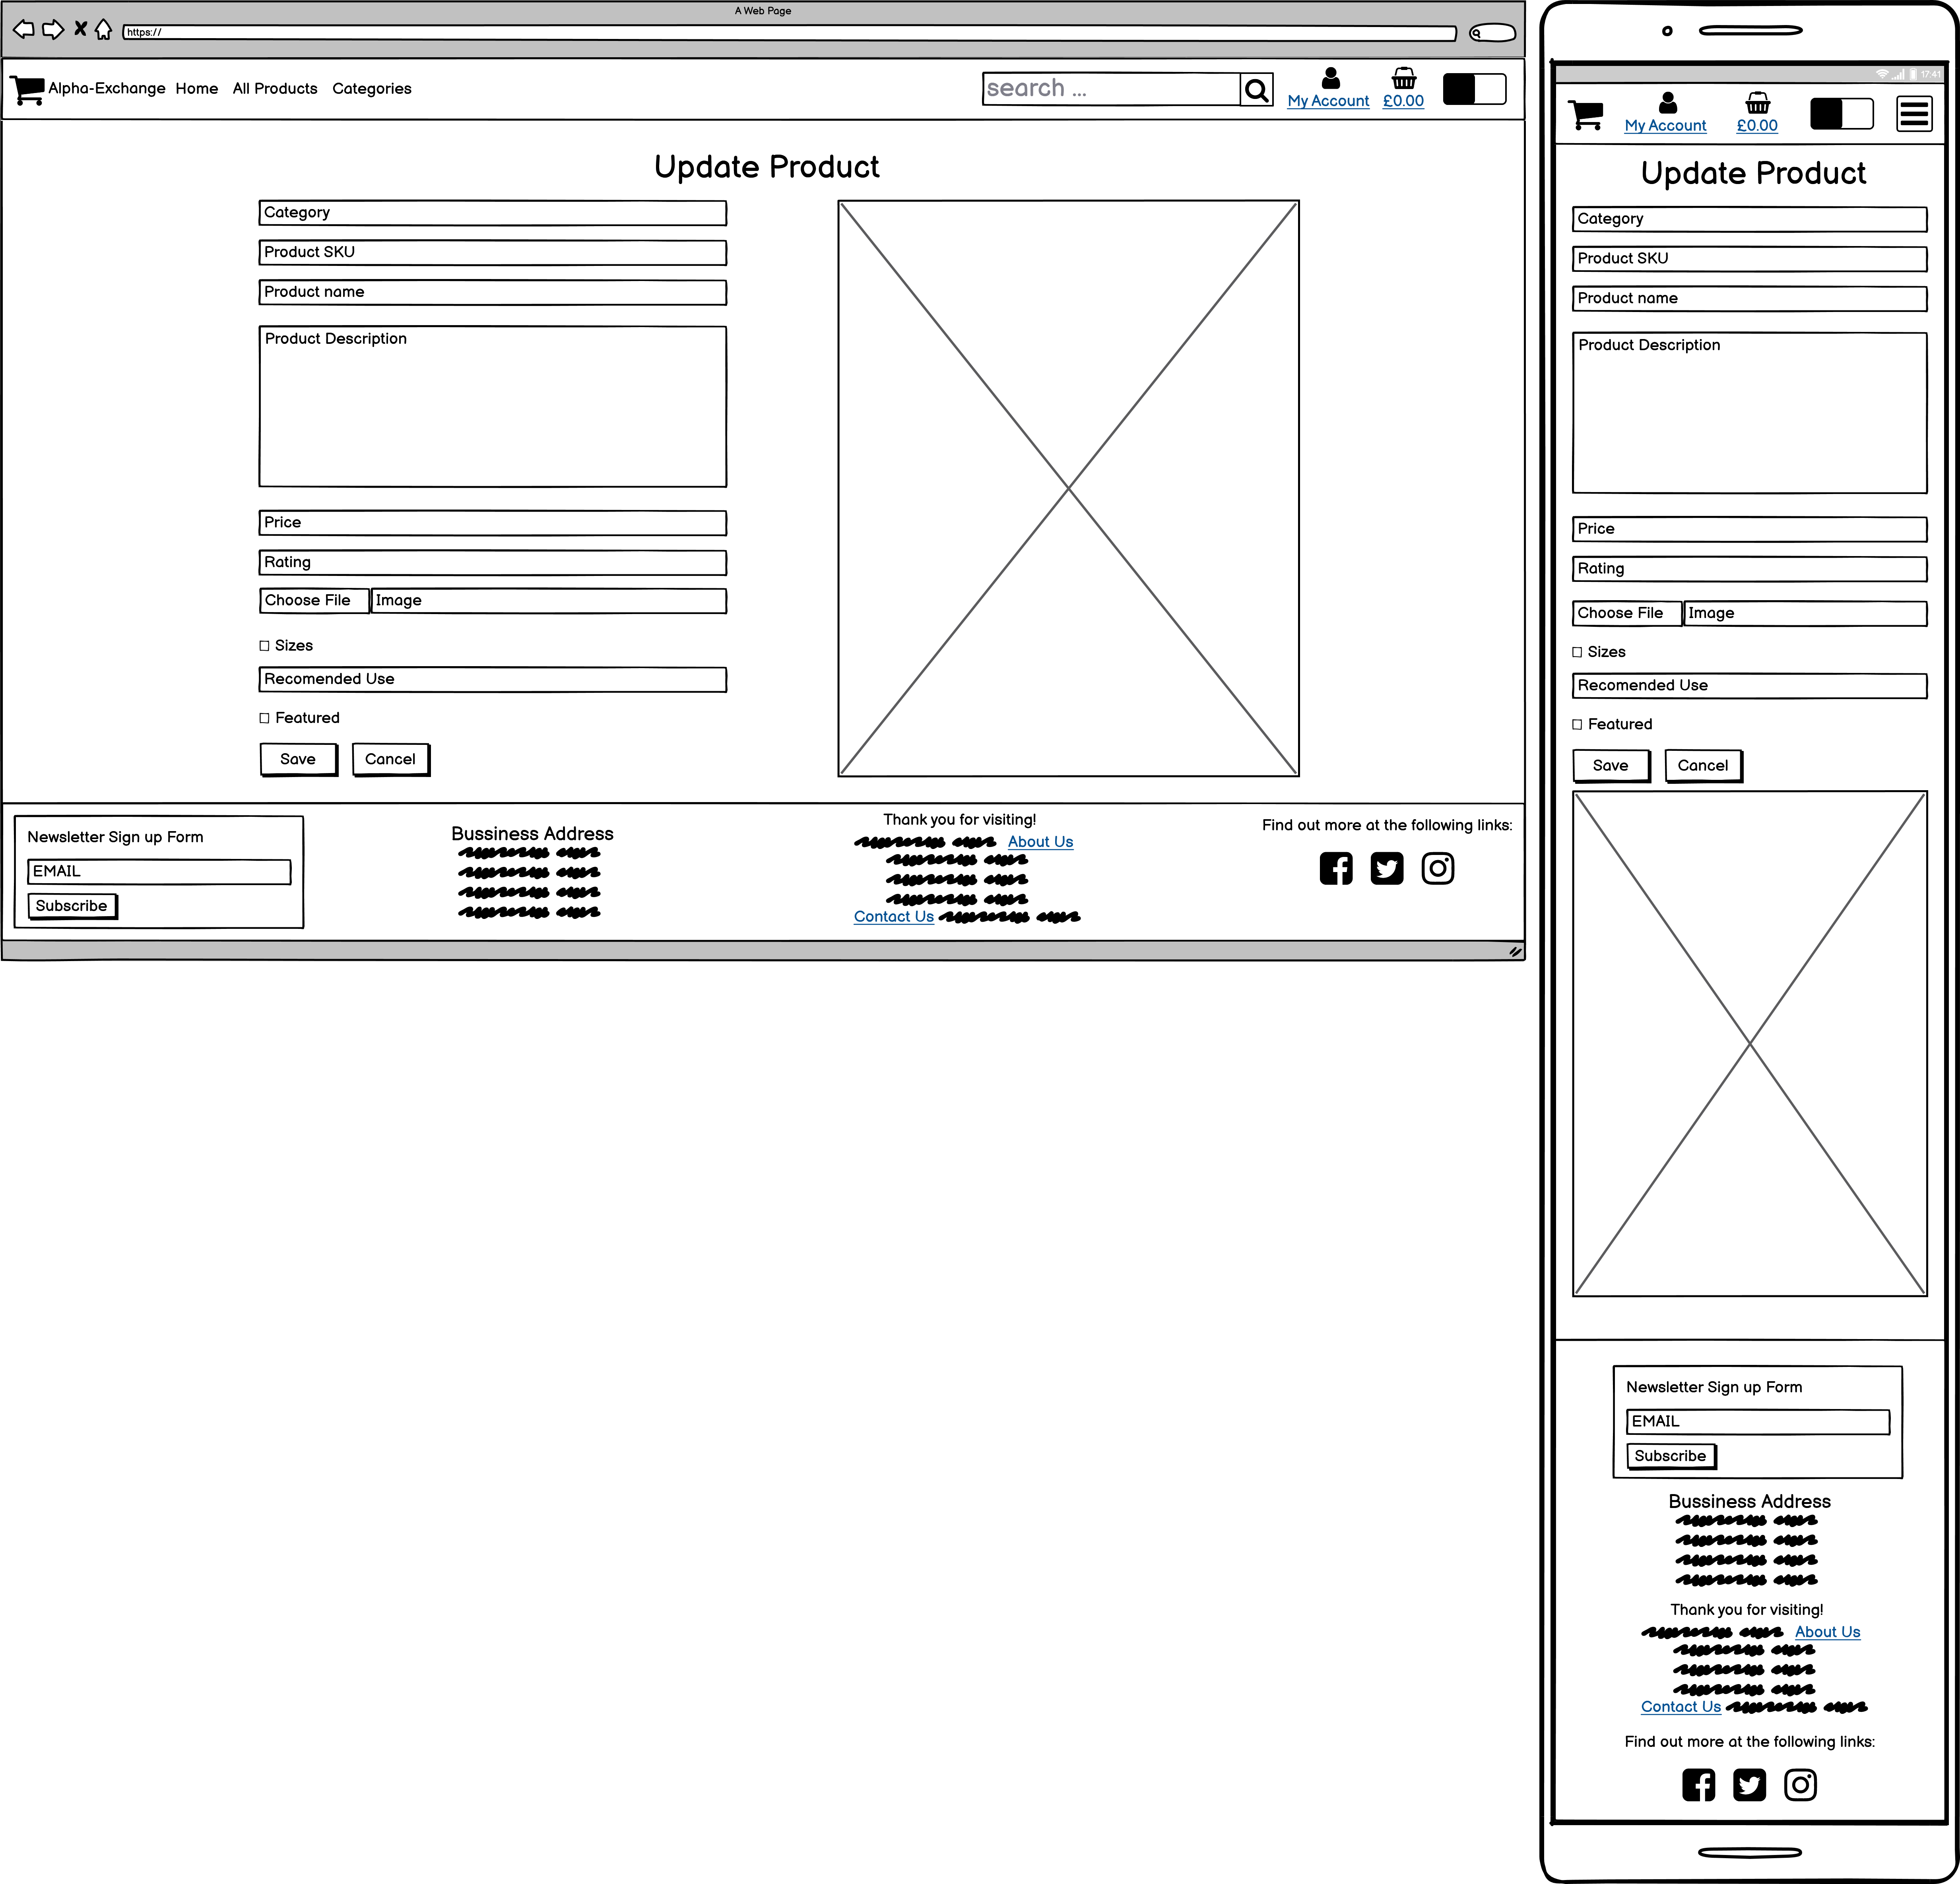 A Web Page
https://
Alpha-Exchange Home All Products Categories
search ...
My Account £0.00
Update Product
Category
Product SKU
Product name
Product Description
Price
Rating
Choose File Image
Sizes
Recomended Use
Featured
Save Cancel
Newsletter Sign up Form
EMAIL
Subscribe
Bussiness Address
Thank you for visiting!
About Us
Contact Us
Find out more at the following links:
17:41
My Account £0.00
Update Product
Category
Product SKU
Product name
Product Description
Price
Rating
Choose File Image
Sizes
Recomended Use
Featured
Save Cancel
Newsletter Sign up Form
EMAIL
Subscribe
Bussiness Address
Thank you for visiting!
About Us
Contact Us
Find out more at the following links: